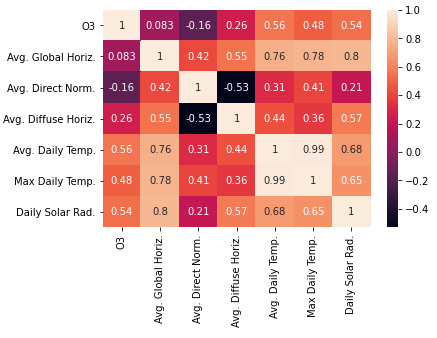 O3 1 0.083 -0.16 0.26 0.56 0.48 0.54
Avg. Global Horiz. 0.083 1 0.42 0.55 0.76 0.78 0.8
Avg. Direct Norm. -0.16 0.42 1 -0.53 0.31 0.41 0.21
Avg. Diffuse Horiz. 0.26 0.55 -0.53 1 0.44 0.36 0.57
Avg. Daily Temp. 0.56 0.76 0.31 0.44 1 0.99 0.68
Max Daily Temp. 0.48 0.78 0.41 0.36 0.99 1 0.65
Daily Solar Rad. 0.54 0.8 0.21 0.57 0.68 0.65 1
O3
Avg. Global Horiz.
Avg. Direct Norm.
Avg. Diffuse Horiz.
Avg. Daily Temp.
Max Daily Temp.
Daily Solar Rad.
1.0
0.8
0.6
0.4
0.2
0.0
−0.2
−0.4